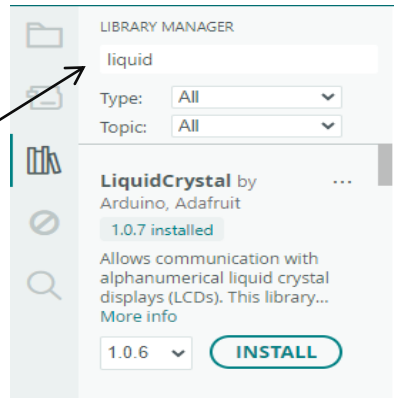 LIBRARY MANAGER
liquid
Type: All
Topic: All
LiquidCrystal by ...
Arduino, Adafruit
1.0.7 installed
Allows communication with
alphanumerical liquid crystal
displays (LCDs). This library...
More info
1.0.6 INSTALL